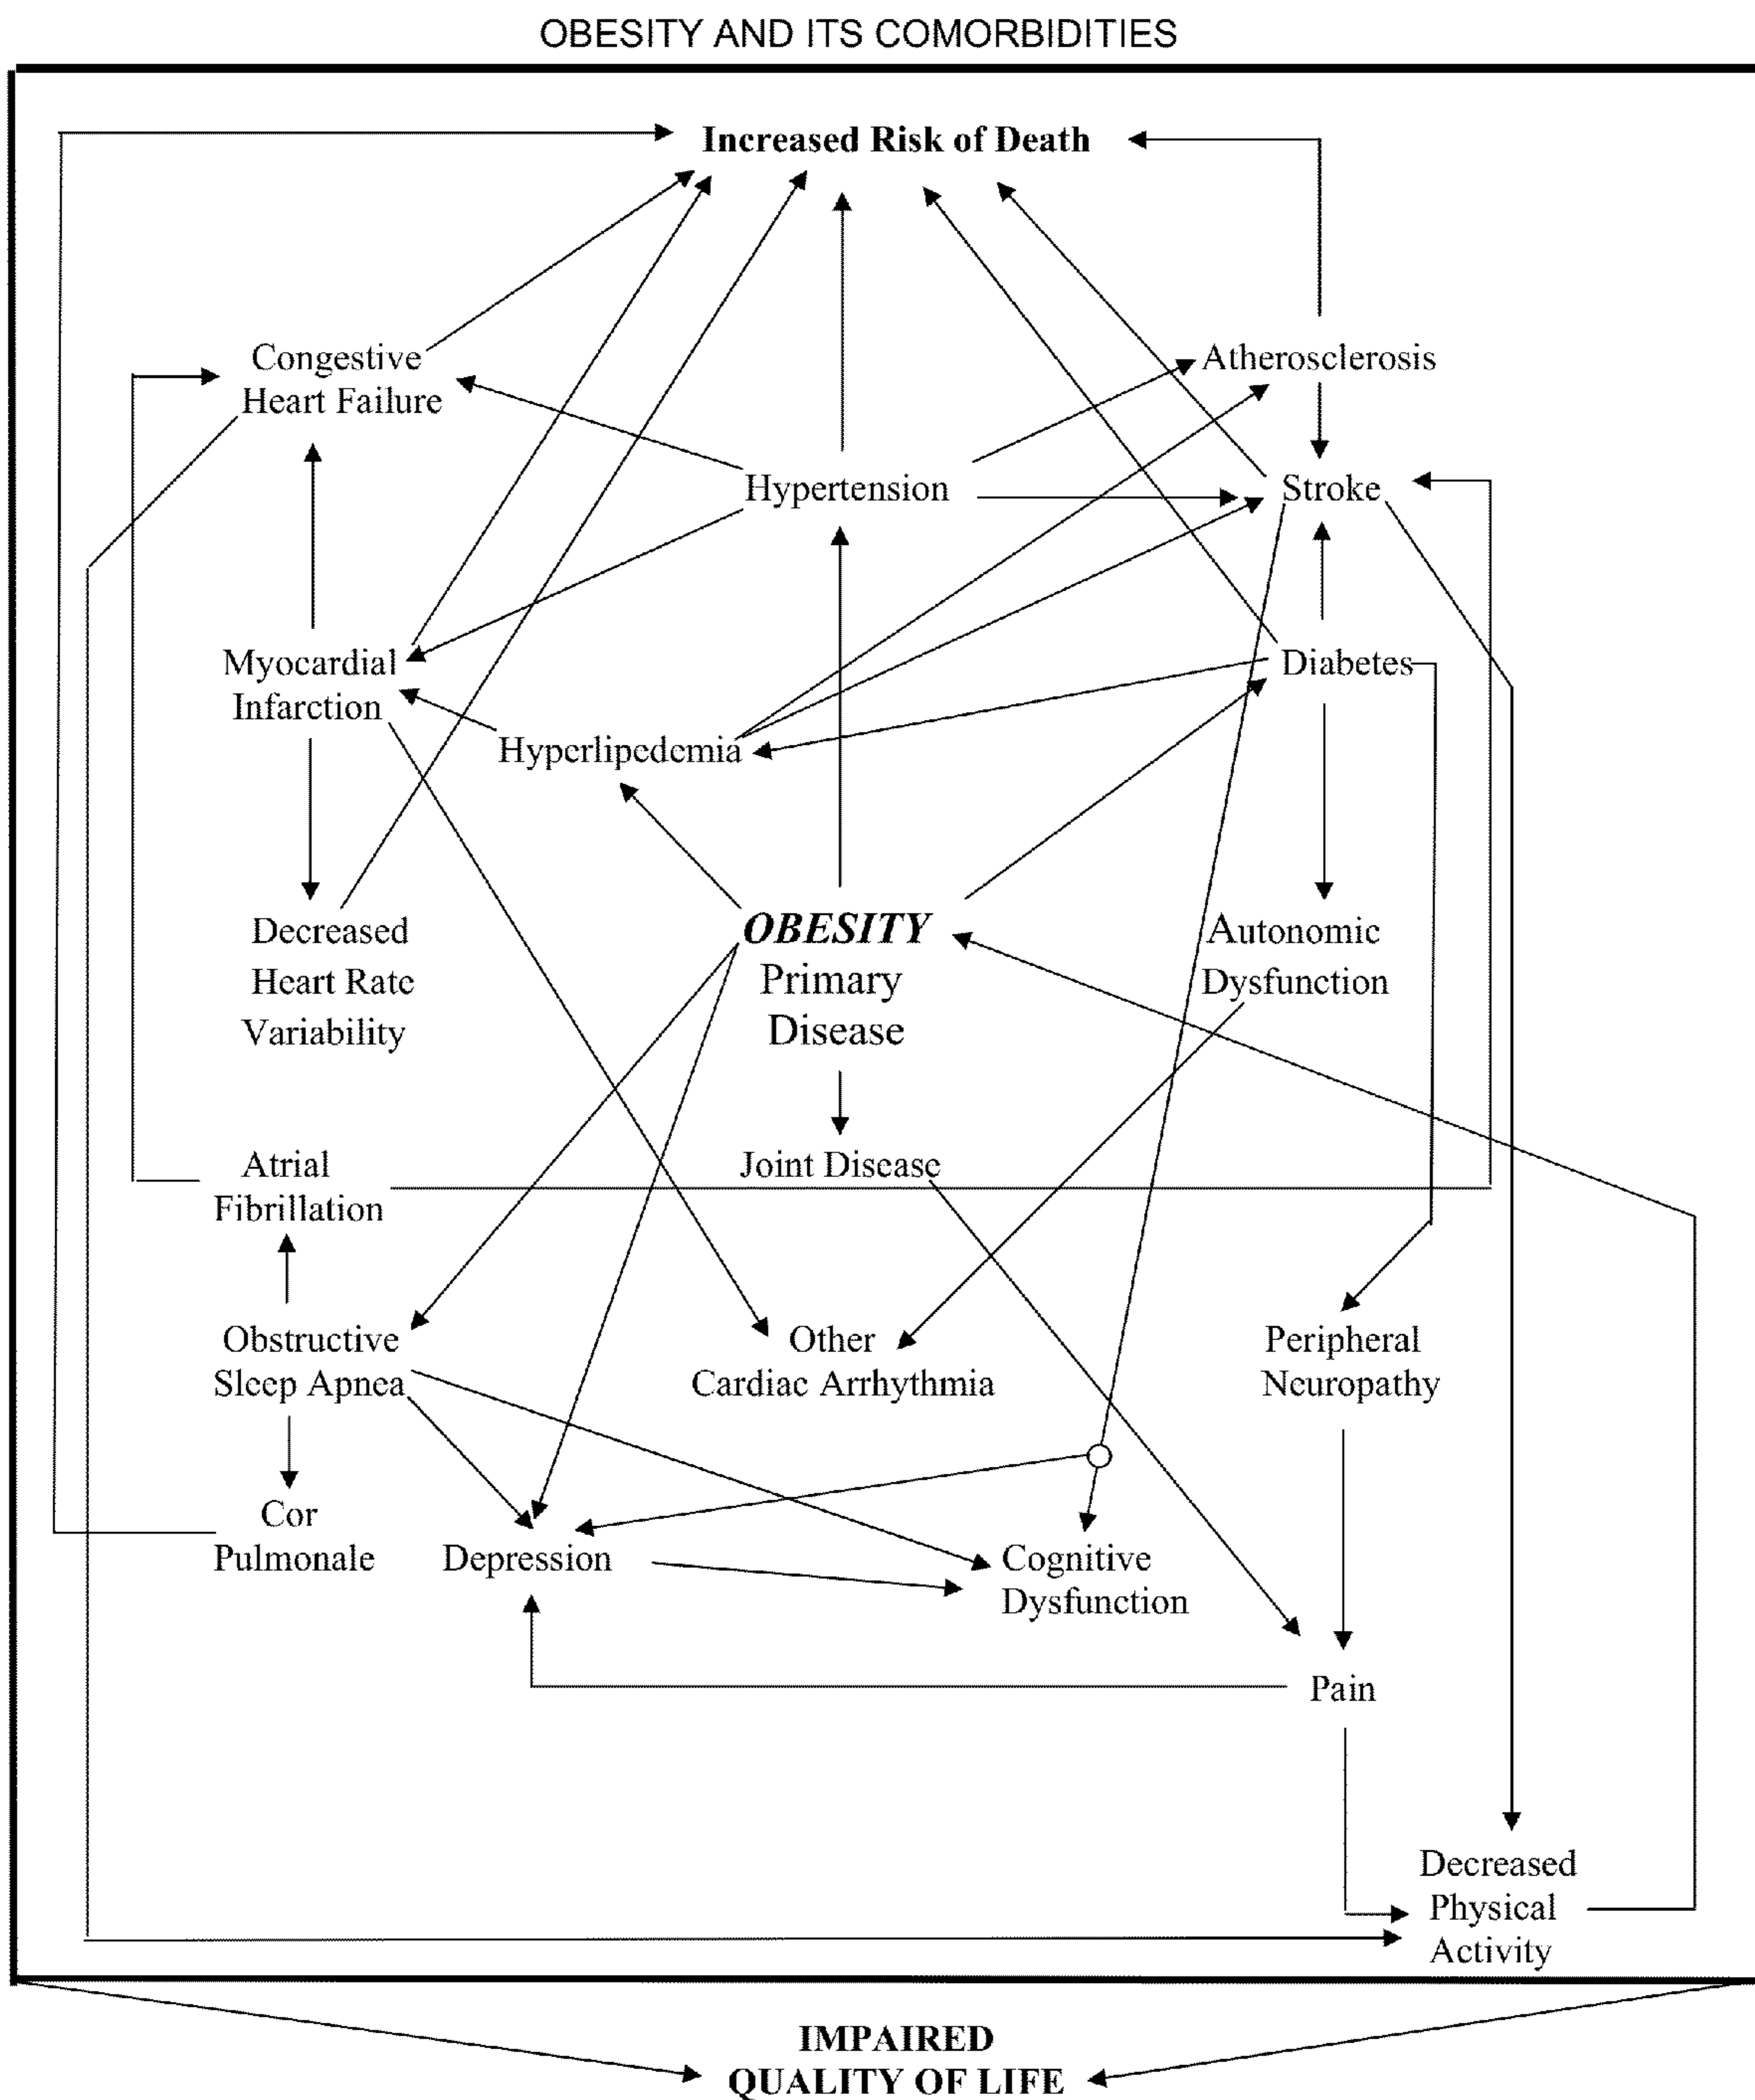 OBESITY AND ITS COMORBIDITIES
Increased Risk of Death
Congestive
Heart Failure
Atherosclerosis
Hypertension
Stroke
Myocardial
Infarction
Diabetes
Hyperlipedemia
Decreased
Heart Rate
Variability
OBESITY
Primary
Disease
Autonomic
Dysfunction
Atrial
Fibrillation
Joint Disease
Obstructive
Sleep Apnea
Other
Cardiac Arrhythmia
Peripheral
Neuropathy
Cor
Pulmonale
Depression
Cognitive
Dysfunction
Pain
Decreased
Physical
Activity
IMPAIRED
QUALITY OF LIFE